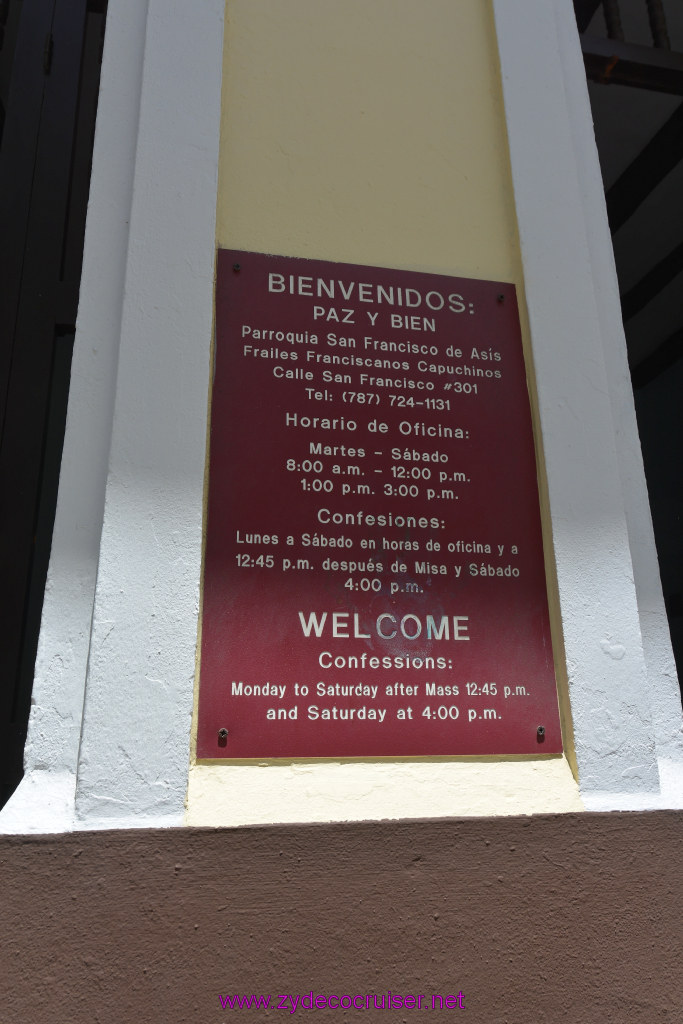 BIENVENIDOS:
PAZ Y BIEN
Parroquia San Francisco de Asís
Frailes Franciscanos Capuchinos
Calle San Francisco #301
Tel: (787) 724-1131
Horario de Oficina:
Martes - Sábado
8:00 a.m. - 12:00 p.m.
1:00 p.m. 3:00 p.m.
Confesiones:
Lunes a Sábado en horas de oficina y a
12:45 p.m. después de Misa y Sábado
4:00 p.m.
WELCOME
Confessions:
Monday to Saturday after Mass 12:45 p.m.
and Saturday at 4:00 p.m.
www.zydecocruiser.net